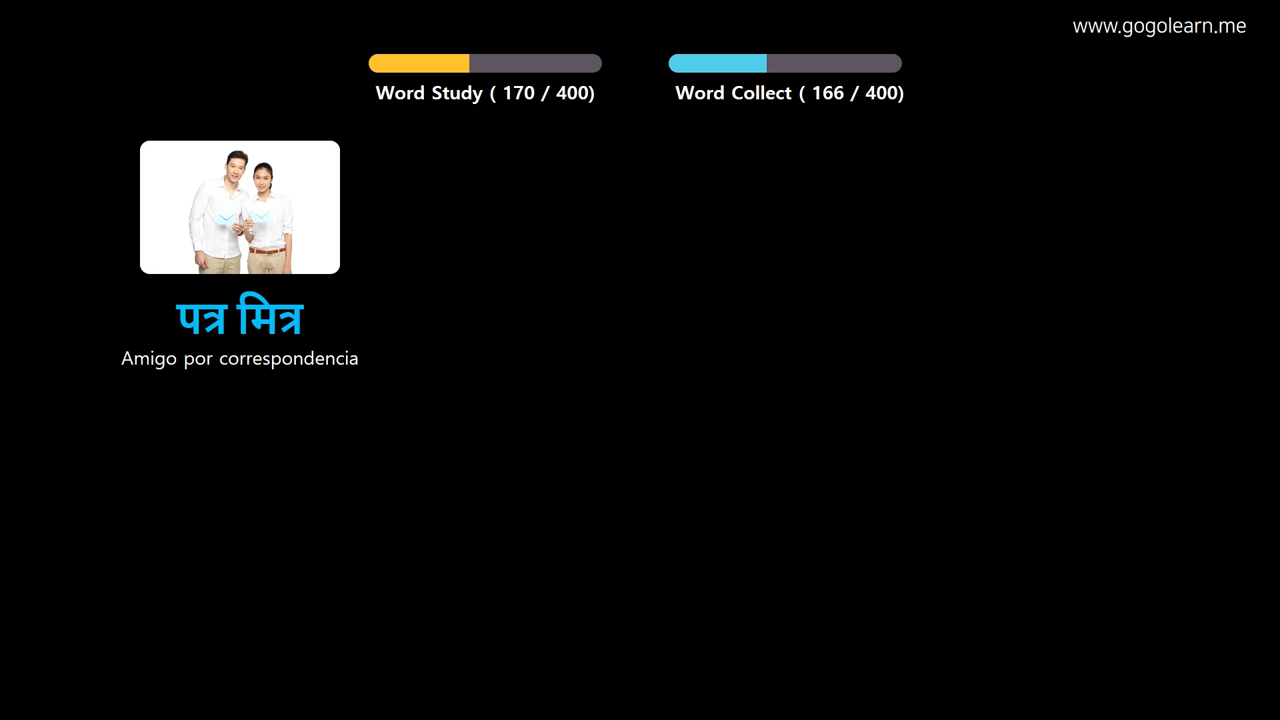 www.gogolearn.me
Word Study ( 170 / 400)
Word Collect ( 166 / 400)
पत्र मित्र
Amigo por correspondencia